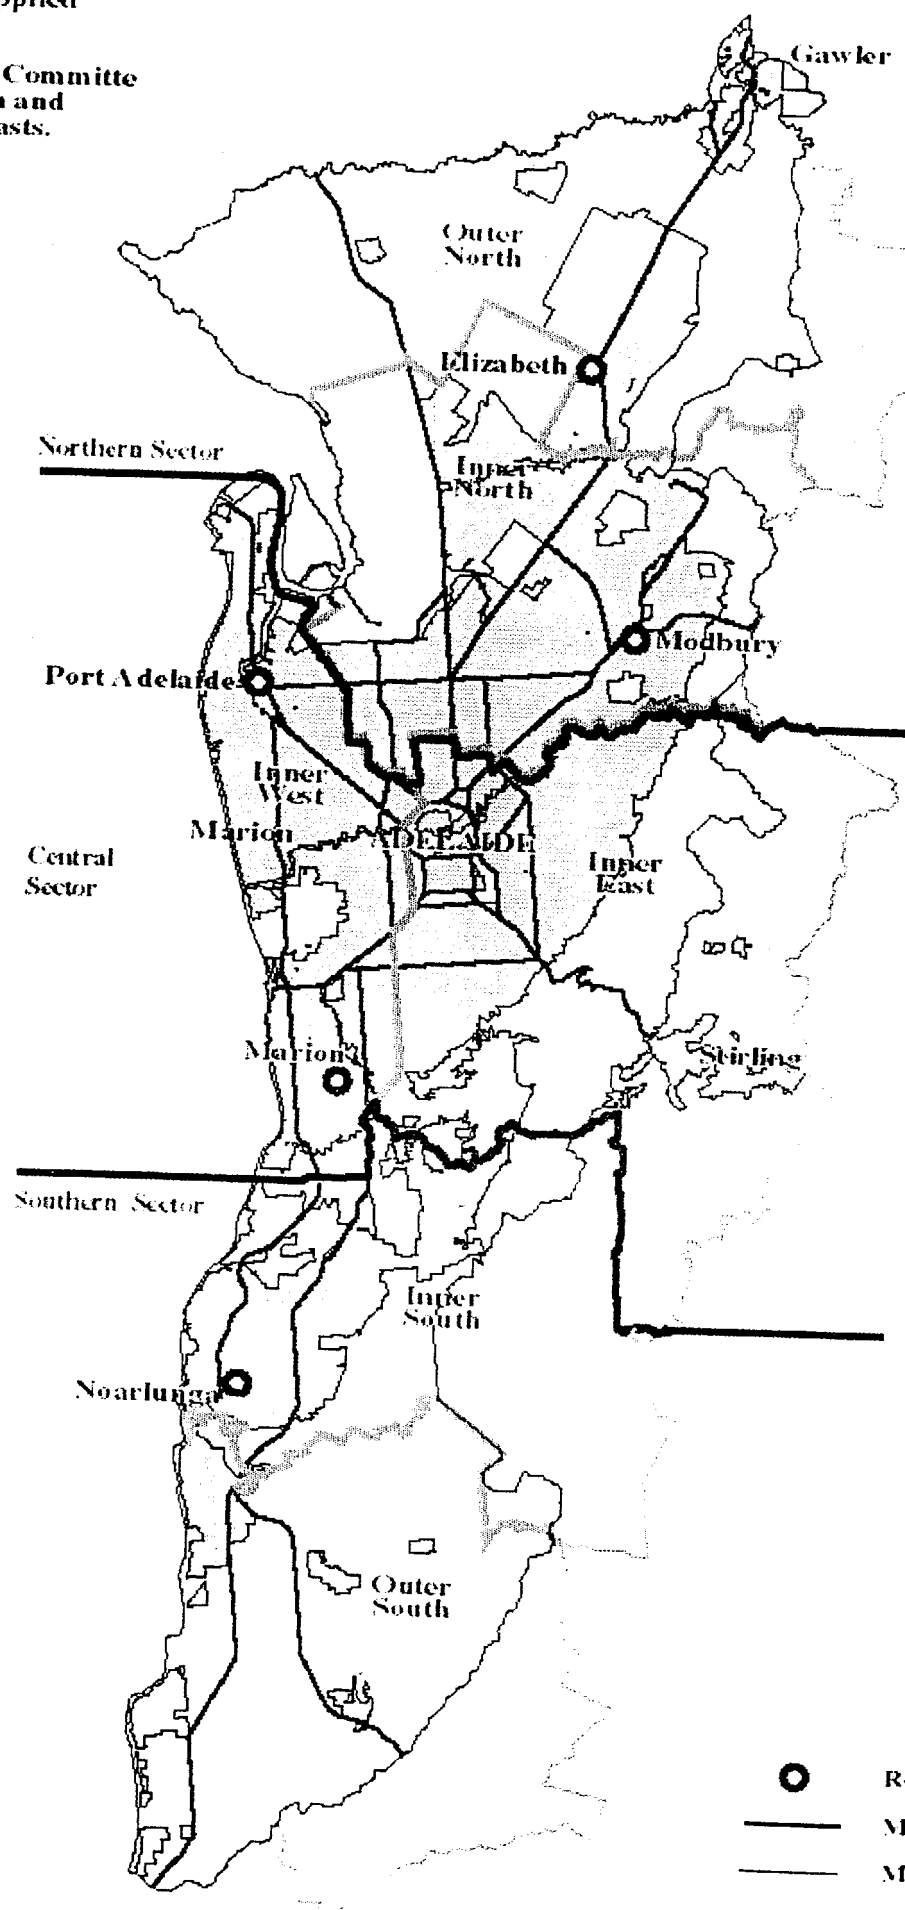 Committe
and
asts.
Gawler
Outer
North
Elizabeth
Northern Sector
Inner
North
Modbury
Port Adelaide
Inner
West
Marion
ADELAIDE
Central
Sector
Inner
East
Marion
Stirling
Southern Sector
Inner
South
Noarlunga
Outer
South
R
M
M